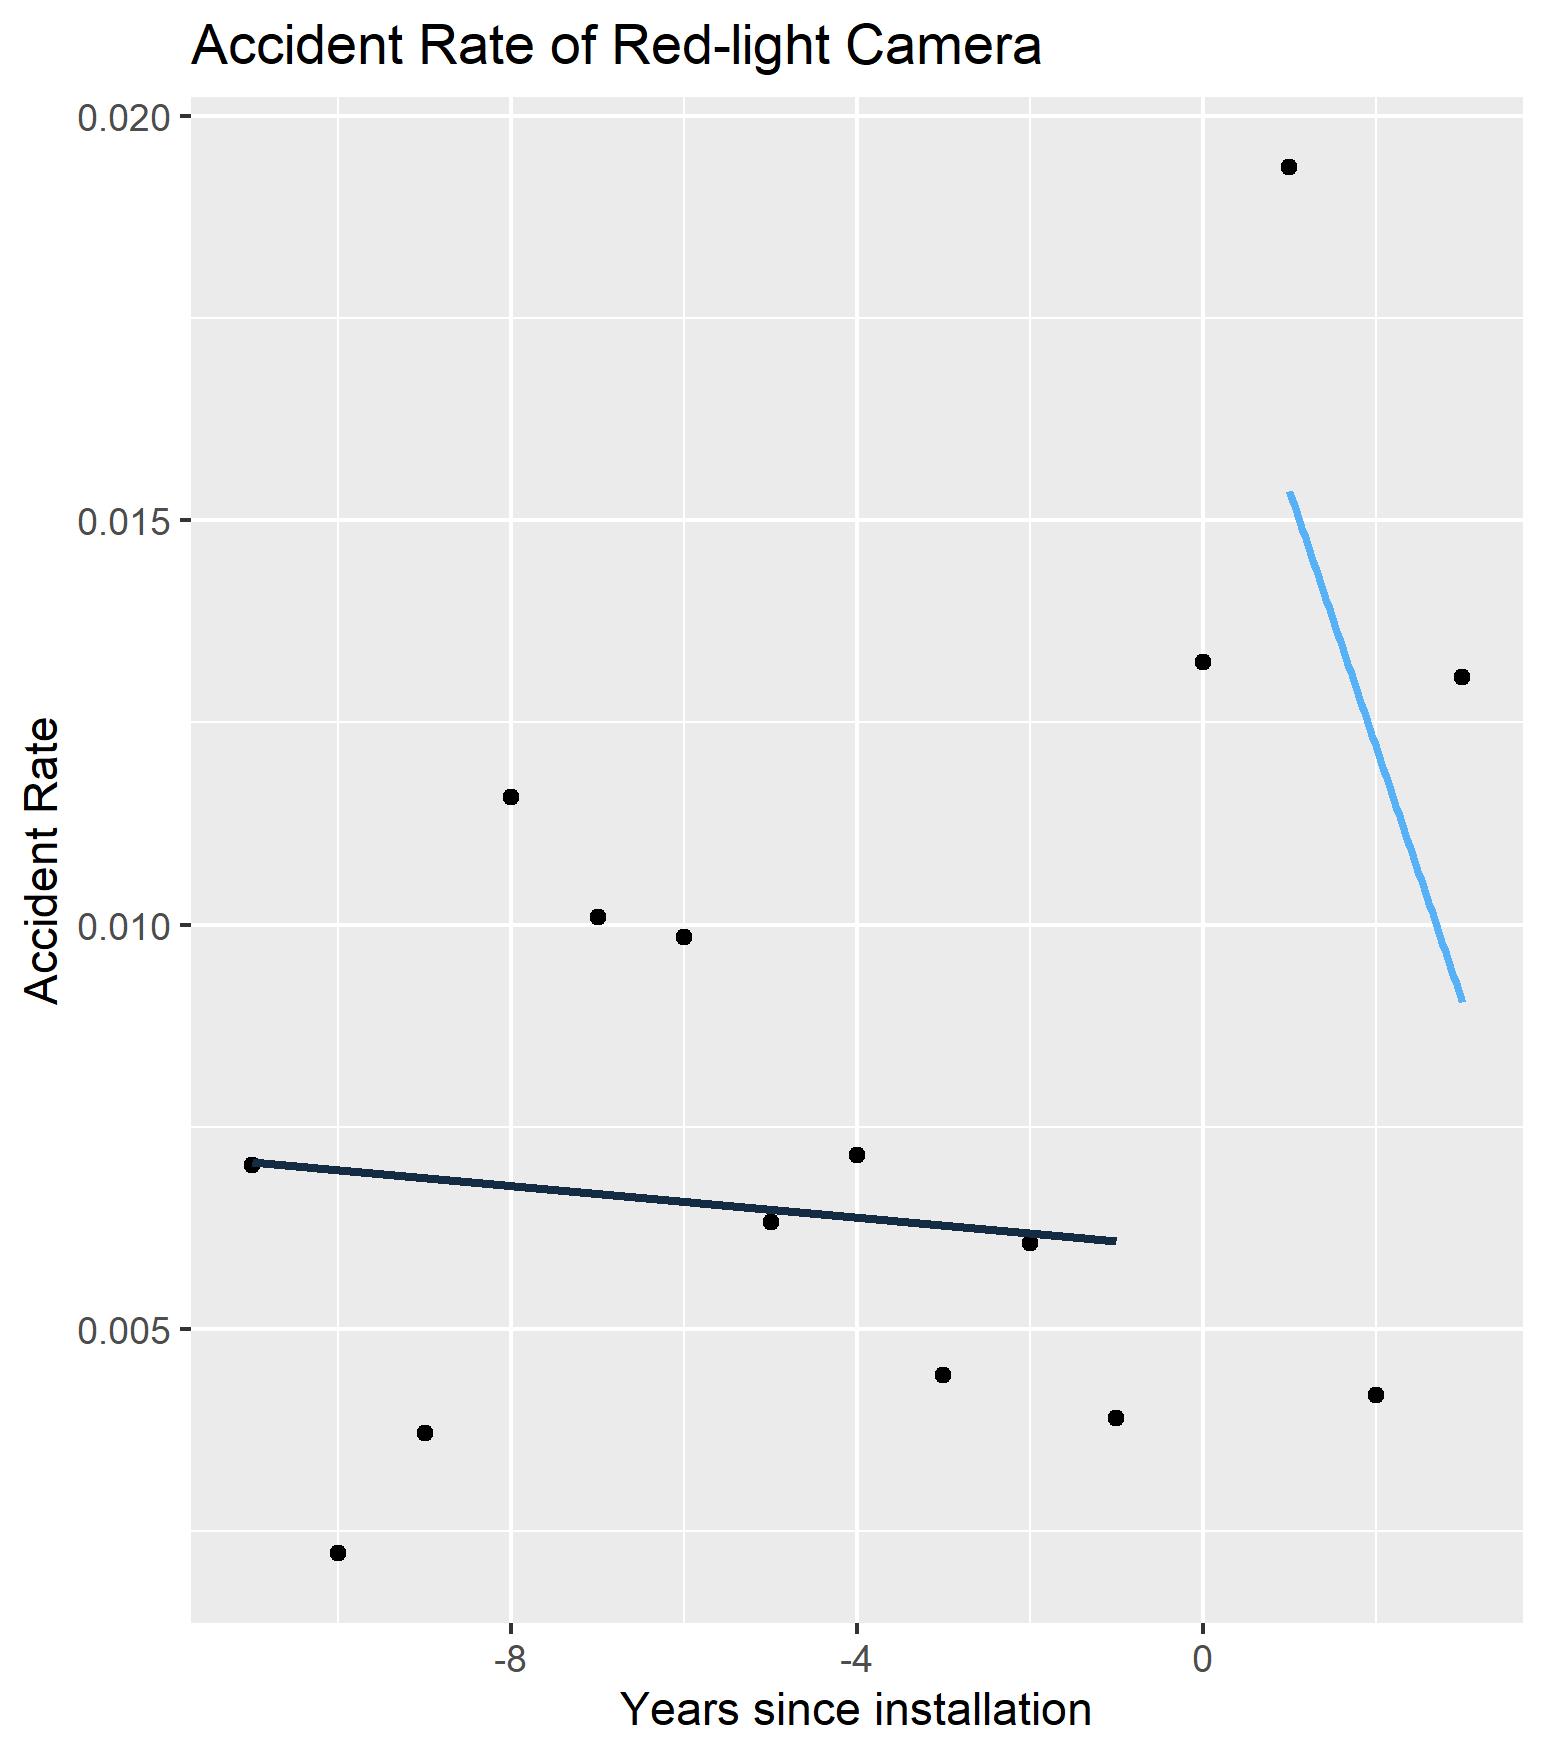 Accident Rate of Red-light Camera
0.020
0.015
0.010
0.005
Accident Rate
-8
-4
0
Years since installation